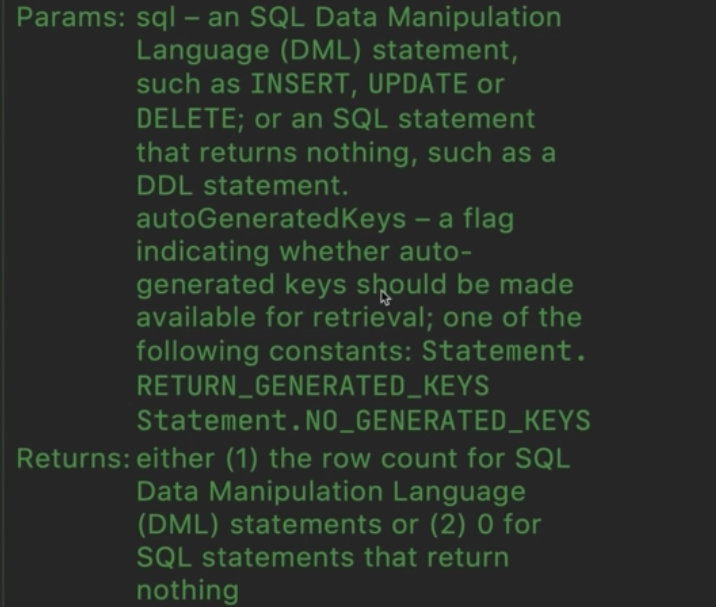 Params: sql – an SQL Data Manipulation
Language (DML) statement,
such as INSERT, UPDATE or
DELETE; or an SQL statement
that returns nothing, such as a
DDL statement.
autoGeneratedKeys – a flag
indicating whether auto-
generated keys should be made
available for retrieval; one of the
following constants: Statement.
RETURN_GENERATED_KEYS
Statement.NO_GENERATED_KEYS
Returns: either (1) the row count for SQL
Data Manipulation Language
(DML) statements or (2) 0 for
SQL statements that return
nothing